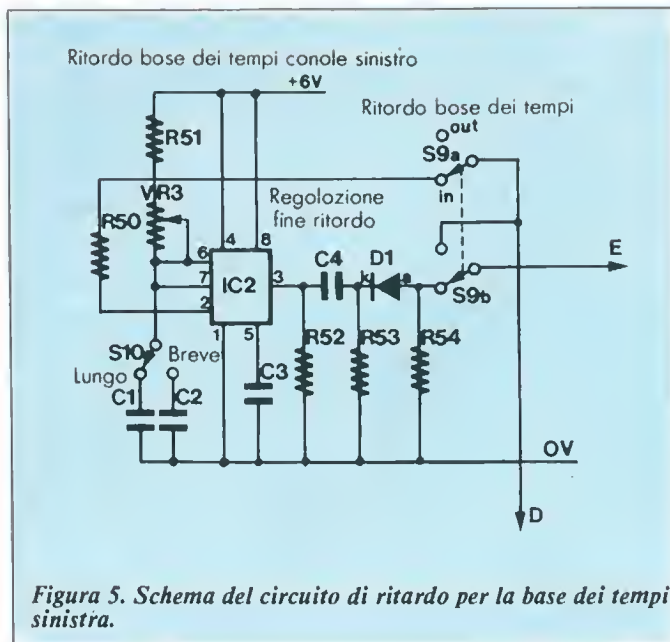 Ritordo bose dei tempi conole sinistro
+6V
Ritordo bose dei tempi
out
R51
S9a
VR3
in
Regolozione
fine ritordo
R50
4
8
E
6
7
IC2
3
C4
k
D1
a
2
S9b
1
5
R52
R53
R54
S10
Breve
Lungo
C3
C1
C2
OV
D
Figura 5. Schema del circuito di ritardo per la base dei tempi
sinistra.